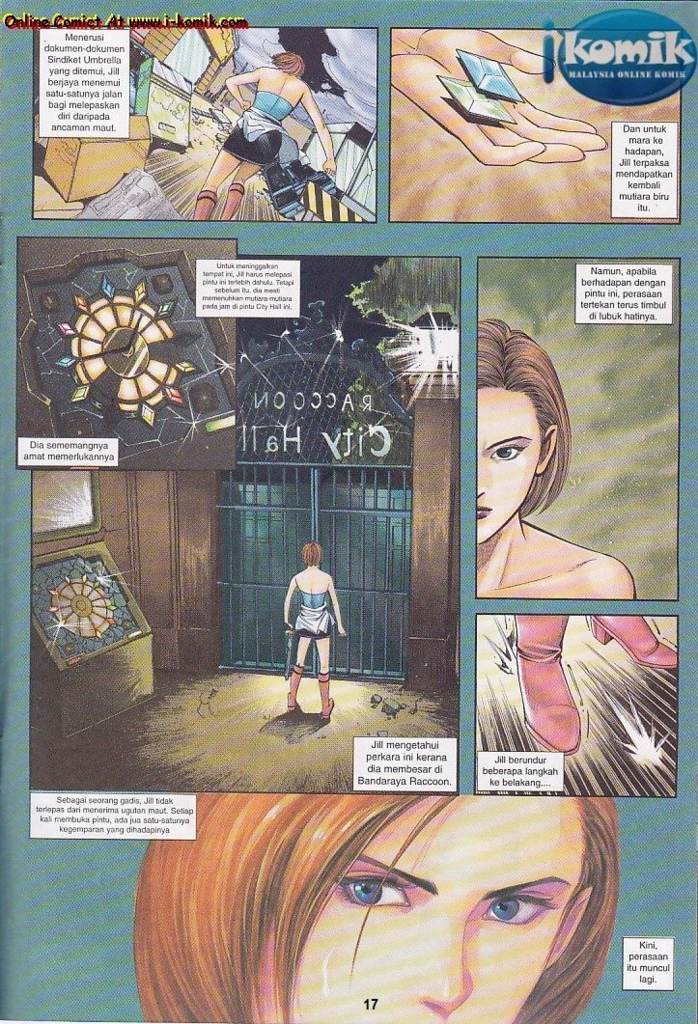 Online Comict At www.i-komik.com
ikomik
MALAYSIA ONLINE KOMIK
Menerusi
dokumen-dokumen
Sindiket Umbrella
yang ditemui, Jill
berjaya menemui
satu-satunya jalan
bagi melepaskan
diri daripada
ancaman maut.
Dan untuk
mara ke
hadapan,
Jill terpaksa
mendapatkan
kembali
mutiara biru
itu.
Untuk meninggalkan
tempat ini, Jill harus melepasi
pintu ini terlebih dahulu. Tetapi
sebelum itu, dia mesti
memenuhkan mutiara-mutiara
pada jam di pintu City Hall ini.
Dia sememangnya
amat memerlukannya
RACCOON
City Hall
Jill mengetahui
perkara ini kerana
dia membesar di
Bandaraya Raccoon.
Namun, apabila
berhadapan dengan
pintu ini, perasaan
tertekan terus timbul
di lubuk hatinya.
Jill berundur
beberapa langkah
ke belakang....
Sebagai seorang gadis, Jill tidak
terlepas dari menerima ugutan maut. Setiap
kali membuka pintu, ada jua satu-satunya
kegemparan yang dihadapinya
Kini,
perasaan
itu muncul
lagi.
17